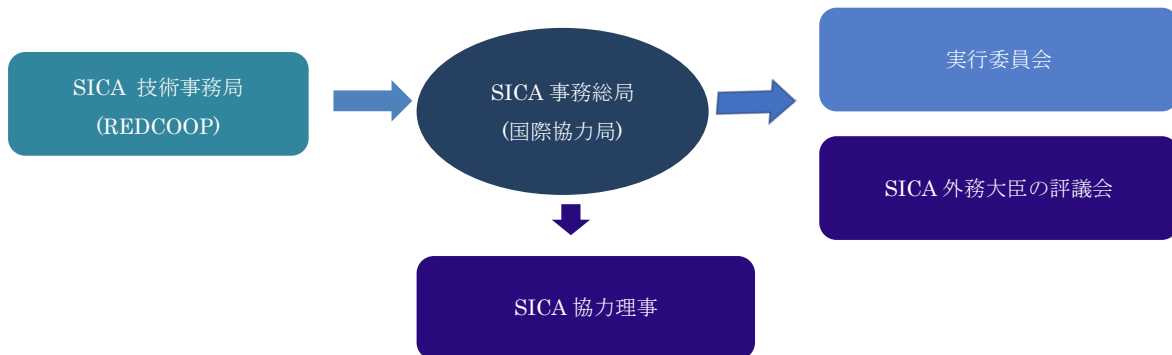 SICA 技術事務局
(REDCOOP)
SICA 事務総局
(国際協力局)
実行委員会
SICA 外務大臣の評議会
SICA 協力理事